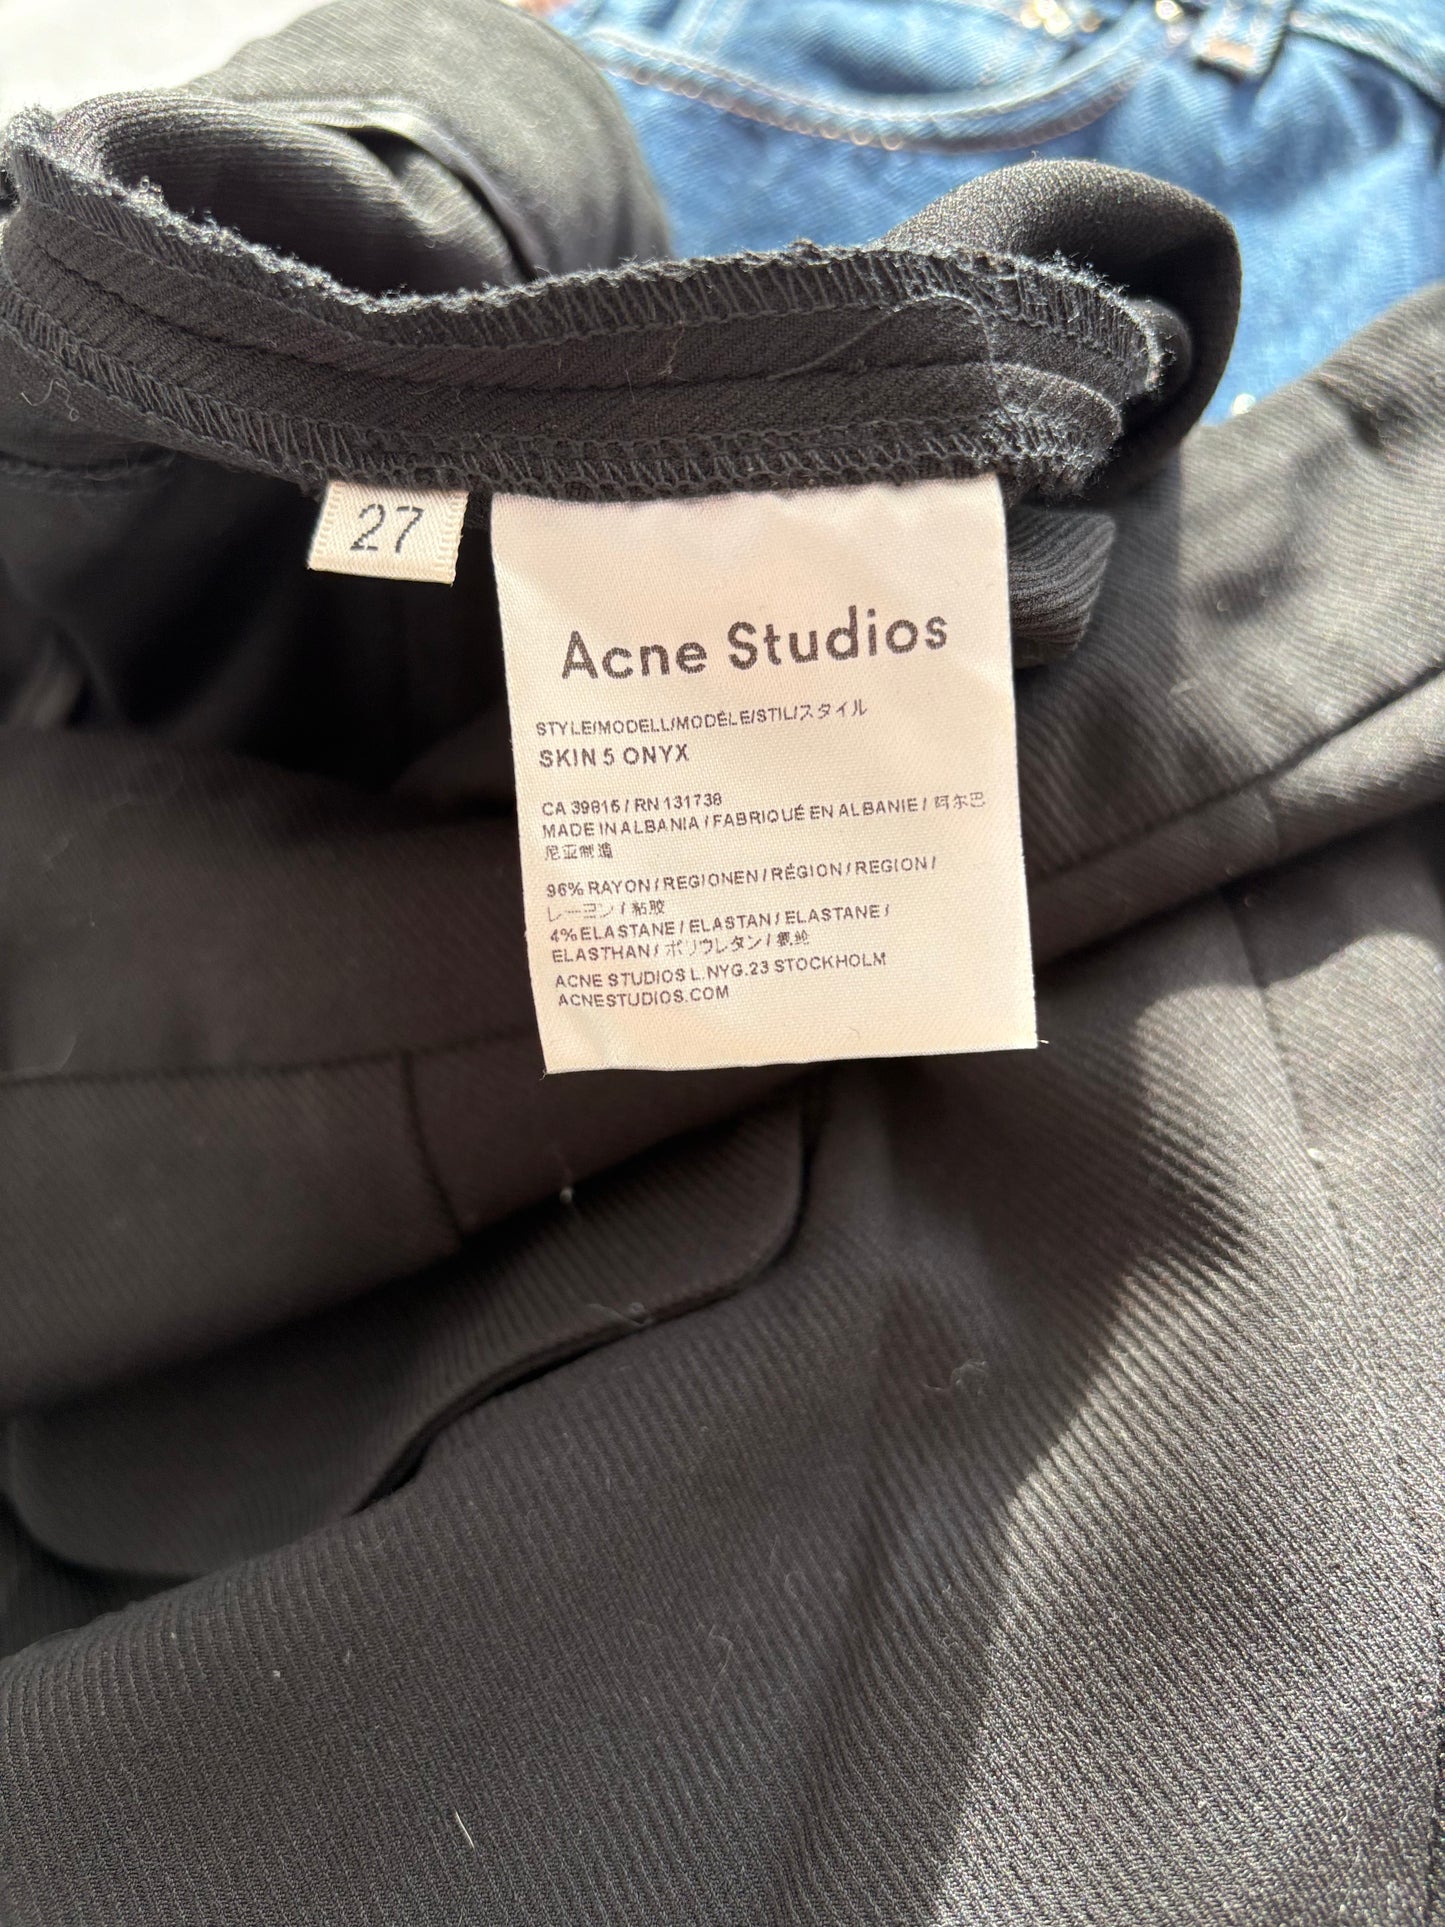 27
Acne Studios
STYLE/MODELL/MODÈLE/STIL/スタイル
SKIN 5 ONYX
CA 39815 / RN 131738
MADE IN ALBANIA / FABRIQUÉ EN ALBANIE / 阿尔巴
尼亚制造
96% RAYON / REGIONEN / RÉGION / REGION /
レーヨン / 粘胶
4% ELASTANE / ELASTAN / ELASTANE /
ELASTHAN / ポリウレタン / 氨纶
ACNE STUDIOS L.NYG.23 STOCKHOLM
ACNESTUDIOS.COM